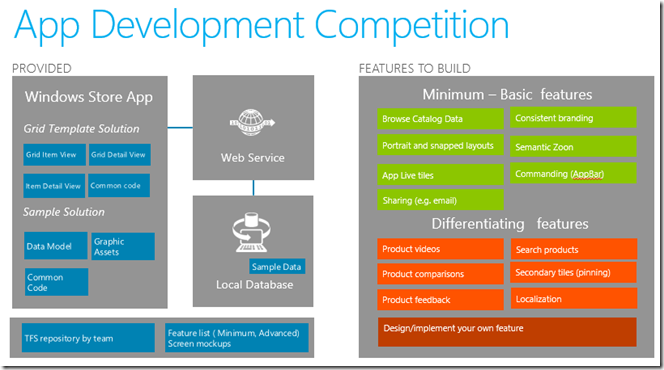 App Development Competition
PROVIDED
Windows Store App
Grid Template Solution
Grid Item View
Grid Detail View
Item Detail View
Common code
Sample Solution
Data Model
Graphic
Assets
Common
Code
Web Service
Sample Data
Local Database
TFS repository by team
Feature list ( Minimum, Advanced)
Screen mockups
FEATURES TO BUILD
Minimum – Basic features
Browse Catalog Data
Consistent branding
Portrait and snapped layouts
Semantic Zoon
App Live tiles
Commanding (AppBar)
Sharing (e.g. email)
Differentiating features
Product videos
Search products
Product comparisons
Secondary tiles (pinning)
Product feedback
Localization
Design/implement your own feature